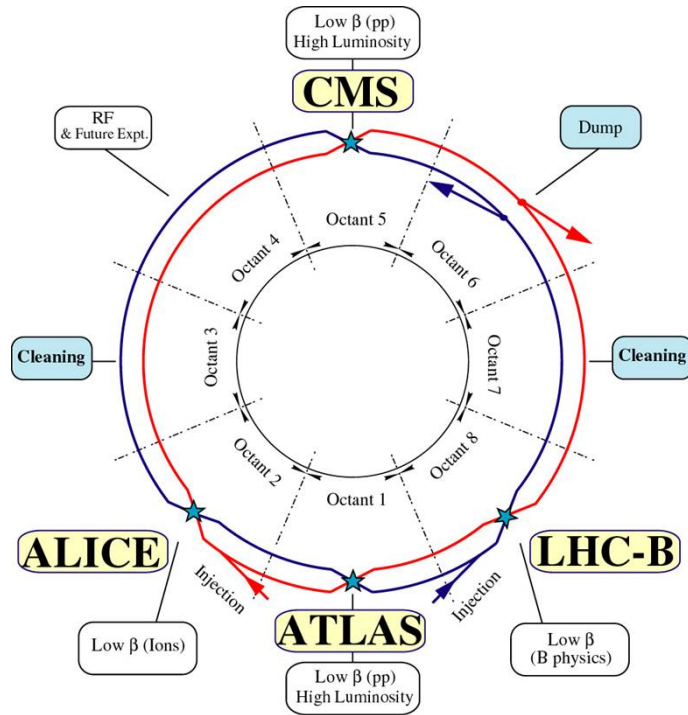 Low β (pp)
High Luminosity
CMS
RF
& Future Expt.
Dump
Octant 5
Octant 4
Octant 6
Cleaning
Octant 3
Octant 7
Cleaning
Octant 2
Octant 8
Octant 1
ALICE
LHC-B
Injection
Injection
ATLAS
Low β (Ions)
Low β
(B physics)
Low β (pp)
High Luminosity